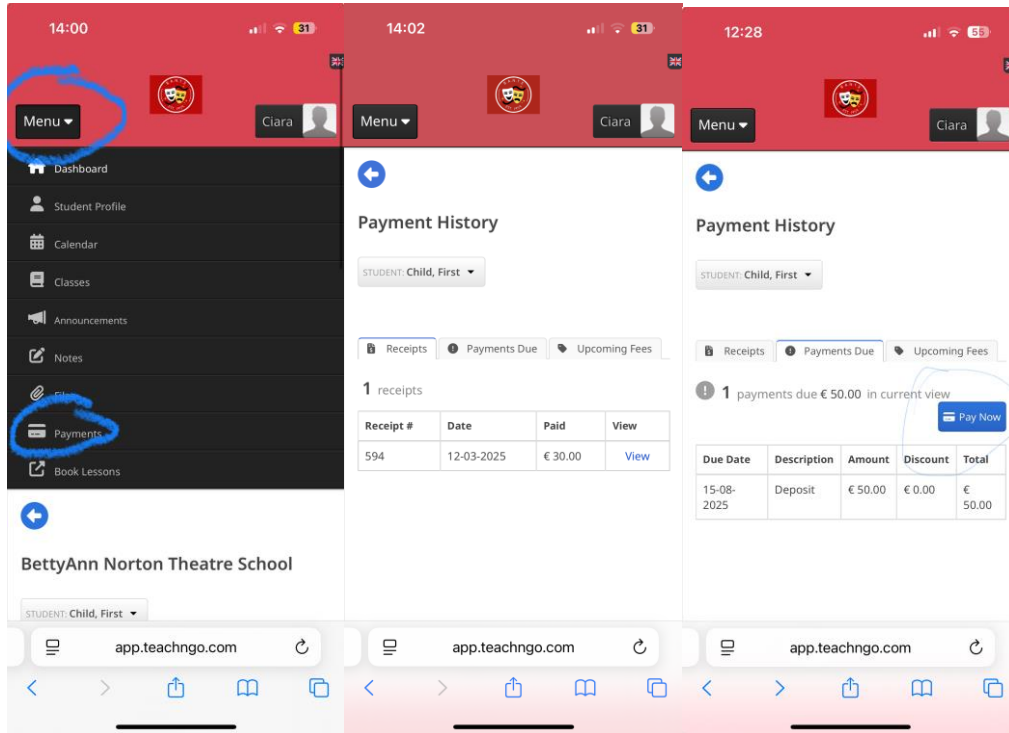 14:00
31
Menu
Ciara
Dashboard
Student Profile
Calendar
Classes
Announcements
Notes
Payments
Book Lessons
BettyAnn Norton Theatre School
STUDENT: Child, First
app.teachngo.com
14:02
31
Menu
Ciara
Payment History
STUDENT: Child, First
Receipts Payments Due Upcoming Fees
1 receipts
Receipt # Date Paid View
594 12-03-2025 € 30.00 View
app.teachngo.com
12:28
55
Menu
Ciara
Payment History
STUDENT: Child, First
Receipts Payments Due Upcoming Fees
1 payments due € 50.00 in current view
Pay Now
Due Date Description Amount Discount Total
15-08- Deposit € 50.00 € 0.00 €
2025 50.00
app.teachngo.com